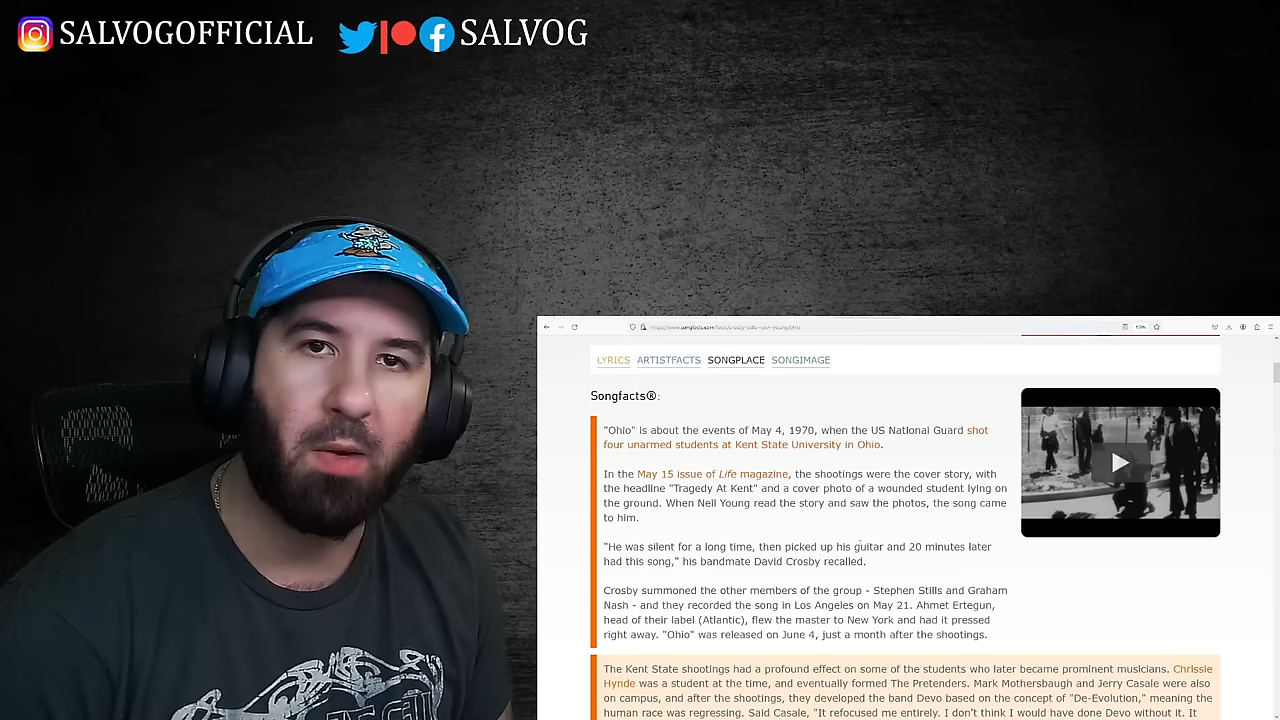 SALVOGOFFICIAL SALVOG
https://www.songfacts.com/facts/crosby-stills-nash-young/ohio
LYRICS ARTISTFACTS SONGPLACE SONGIMAGE
Songfacts®:
"Ohio" is about the events of May 4, 1970, when the US National Guard shot
four unarmed students at Kent State University in Ohio.
In the May 15 issue of Life magazine, the shootings were the cover story, with
the headline "Tragedy At Kent" and a cover photo of a wounded student lying on
the ground. When Neil Young read the story and saw the photos, the song came
to him.
"He was silent for a long time, then picked up his guitar and 20 minutes later
had this song," his bandmate David Crosby recalled.
Crosby summoned the other members of the group - Stephen Stills and Graham
Nash - and they recorded the song in Los Angeles on May 21. Ahmet Ertegun,
head of their label (Atlantic), flew the master to New York and had it pressed
right away. "Ohio" was released on June 4, just a month after the shootings.
The Kent State shootings had a profound effect on some of the students who later became prominent musicians. Chrissie
Hynde was a student at the time, and eventually formed The Pretenders. Mark Mothersbaugh and Jerry Casale were also
on campus, and after the shootings, they developed the band Devo based on the concept of "De-Evolution," meaning the
human race was regressing. Said Casale, "It refocused me entirely. I don't think I would have done Devo without it. It